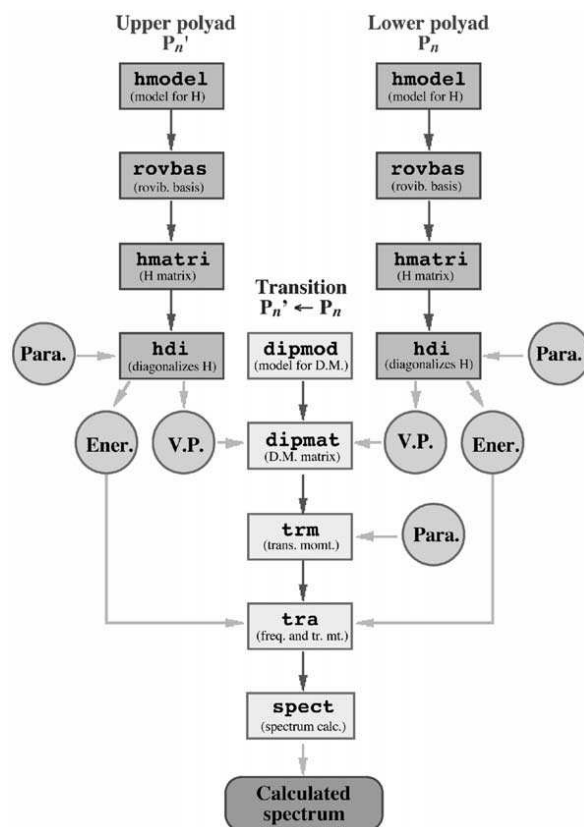 Upper polyad
Pn'
Lower polyad
Pn
hmodel
(model for H)
hmodel
(model for H)
rovbas
(rovib. basis)
rovbas
(rovib. basis)
hmatri
(H matrix)
hmatri
(H matrix)
Transition
Pn' ← Pn
Para.
hdi
(diagonalizes H)
dipmod
(model for D.M.)
hdi
(diagonalizes H)
Para.
Ener.
V.P.
dipmat
(D.M. matrix)
V.P.
Ener.
trm
(trans. momt.)
Para.
tra
(freq. and tr. mt.)
spect
(spectrum calc.)
Calculated
spectrum